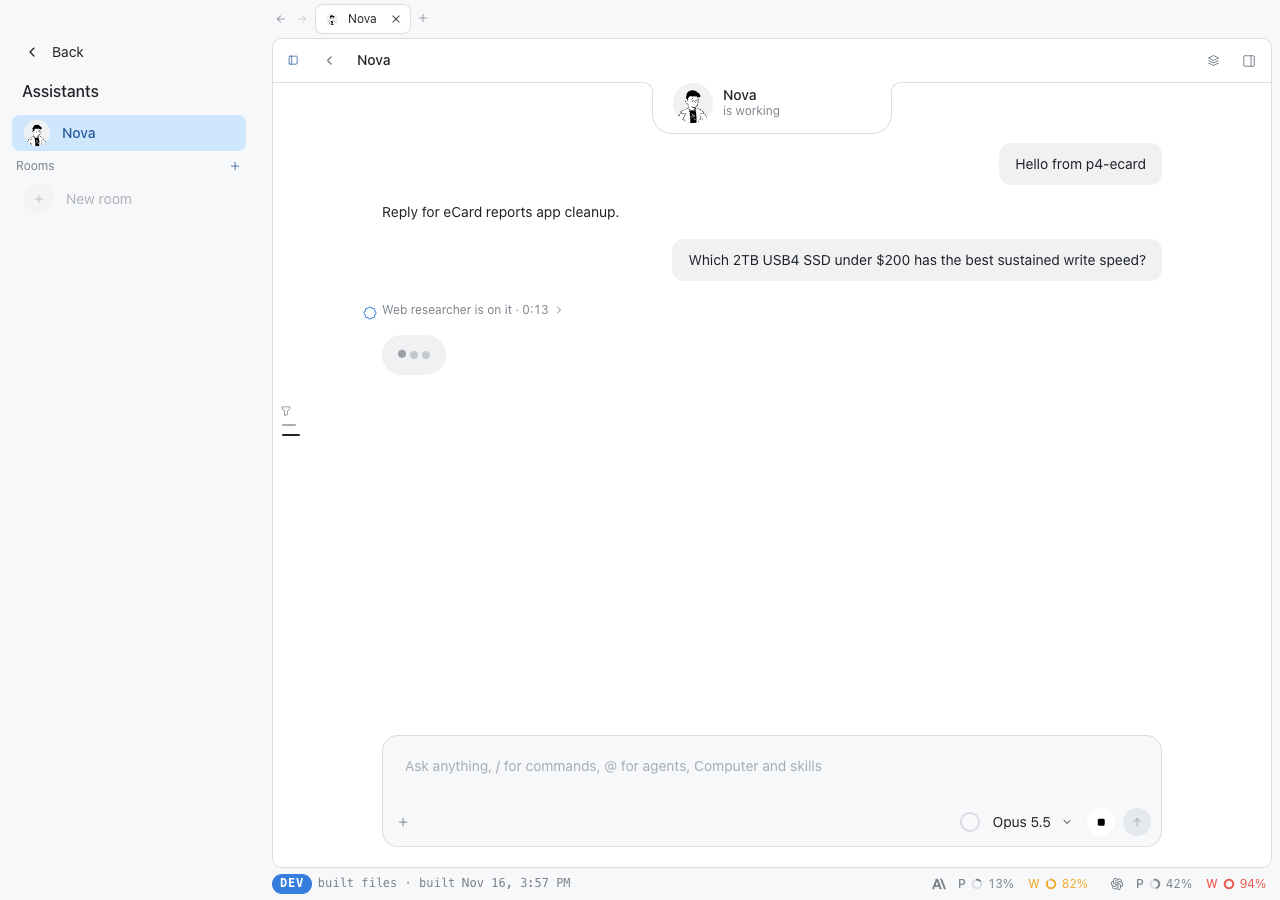 Nova
Back
Assistants
Nova
Rooms
New room
Nova
Nova
is working
Hello from p4-ecard
Reply for eCard reports app cleanup.
Which 2TB USB4 SSD under $200 has the best sustained write speed?
Web researcher is on it · 0:13
Ask anything, / for commands, @ for agents, Computer and skills
Opus 5.5
DEV built files · built Nov 16, 3:57 PM
P 13% W 82% P 42% W 94%